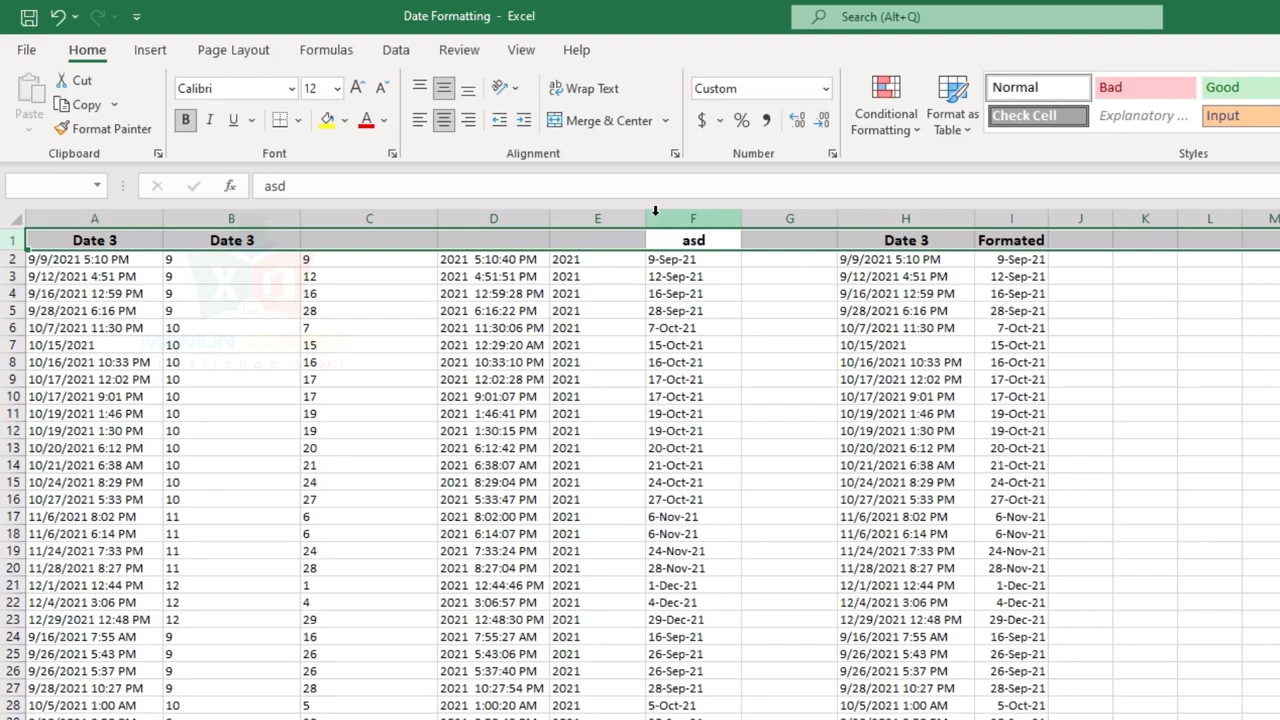 Date Formatting - Excel
Search (Alt+Q)
File Home Insert Page Layout Formulas Data Review View Help
Paste Cut Copy Format Painter Clipboard
Calibri 12 B I U A Font
Wrap Text Merge & Center Alignment
Custom $ % Number
Conditional Formatting Format as Table Normal Bad Good Check Cell Explanatory ... Input Styles
fx asd
A B C D E F G H I J K L M
1 Date 3 Date 3 asd Date 3 Formated
2 9/9/2021 5:10 PM 9 9 2021 5:10:40 PM 2021 9-Sep-21 9/9/2021 5:10 PM 9-Sep-21
3 9/12/2021 4:51 PM 9 12 2021 4:51:51 PM 2021 12-Sep-21 9/12/2021 4:51 PM 12-Sep-21
4 9/16/2021 12:59 PM 9 16 2021 12:59:28 PM 2021 16-Sep-21 9/16/2021 12:59 PM 16-Sep-21
5 9/28/2021 6:16 PM 9 28 2021 6:16:22 PM 2021 28-Sep-21 9/28/2021 6:16 PM 28-Sep-21
6 10/7/2021 11:30 PM 10 7 2021 11:30:06 PM 2021 7-Oct-21 10/7/2021 11:30 PM 7-Oct-21
7 10/15/2021 10 15 2021 12:29:20 AM 2021 15-Oct-21 10/15/2021 15-Oct-21
8 10/16/2021 10:33 PM 10 16 2021 10:33:10 PM 2021 16-Oct-21 10/16/2021 10:33 PM 16-Oct-21
9 10/17/2021 12:02 PM 10 17 2021 12:02:28 PM 2021 17-Oct-21 10/17/2021 12:02 PM 17-Oct-21
10 10/17/2021 9:01 PM 10 17 2021 9:01:07 PM 2021 17-Oct-21 10/17/2021 9:01 PM 17-Oct-21
11 10/19/2021 1:46 PM 10 19 2021 1:46:41 PM 2021 19-Oct-21 10/19/2021 1:46 PM 19-Oct-21
12 10/19/2021 1:30 PM 10 19 2021 1:30:15 PM 2021 19-Oct-21 10/19/2021 1:30 PM 19-Oct-21
13 10/20/2021 6:12 PM 10 20 2021 6:12:42 PM 2021 20-Oct-21 10/20/2021 6:12 PM 20-Oct-21
14 10/21/2021 6:38 AM 10 21 2021 6:38:07 AM 2021 21-Oct-21 10/21/2021 6:38 AM 21-Oct-21
15 10/24/2021 8:29 PM 10 24 2021 8:29:04 PM 2021 24-Oct-21 10/24/2021 8:29 PM 24-Oct-21
16 10/27/2021 5:33 PM 10 27 2021 5:33:47 PM 2021 27-Oct-21 10/27/2021 5:33 PM 27-Oct-21
17 11/6/2021 8:02 PM 11 6 2021 8:02:00 PM 2021 6-Nov-21 11/6/2021 8:02 PM 6-Nov-21
18 11/6/2021 6:14 PM 11 6 2021 6:14:07 PM 2021 6-Nov-21 11/6/2021 6:14 PM 6-Nov-21
19 11/24/2021 7:33 PM 11 24 2021 7:33:24 PM 2021 24-Nov-21 11/24/2021 7:33 PM 24-Nov-21
20 11/28/2021 8:27 PM 11 28 2021 8:27:04 PM 2021 28-Nov-21 11/28/2021 8:27 PM 28-Nov-21
21 12/1/2021 12:44 PM 12 1 2021 12:44:46 PM 2021 1-Dec-21 12/1/2021 12:44 PM 1-Dec-21
22 12/4/2021 3:06 PM 12 4 2021 3:06:57 PM 2021 4-Dec-21 12/4/2021 3:06 PM 4-Dec-21
23 12/29/2021 12:48 PM 12 29 2021 12:48:30 PM 2021 29-Dec-21 12/29/2021 12:48 PM 29-Dec-21
24 9/16/2021 7:55 AM 9 16 2021 7:55:27 AM 2021 16-Sep-21 9/16/2021 7:55 AM 16-Sep-21
25 9/26/2021 5:43 PM 9 26 2021 5:43:06 PM 2021 26-Sep-21 9/26/2021 5:43 PM 26-Sep-21
26 9/26/2021 5:37 PM 9 26 2021 5:37:40 PM 2021 26-Sep-21 9/26/2021 5:37 PM 26-Sep-21
27 9/28/2021 10:27 PM 9 28 2021 10:27:54 PM 2021 28-Sep-21 9/28/2021 10:27 PM 28-Sep-21
28 10/5/2021 1:00 AM 10 5 2021 1:00:20 AM 2021 5-Oct-21 10/5/2021 1:00 AM 5-Oct-21